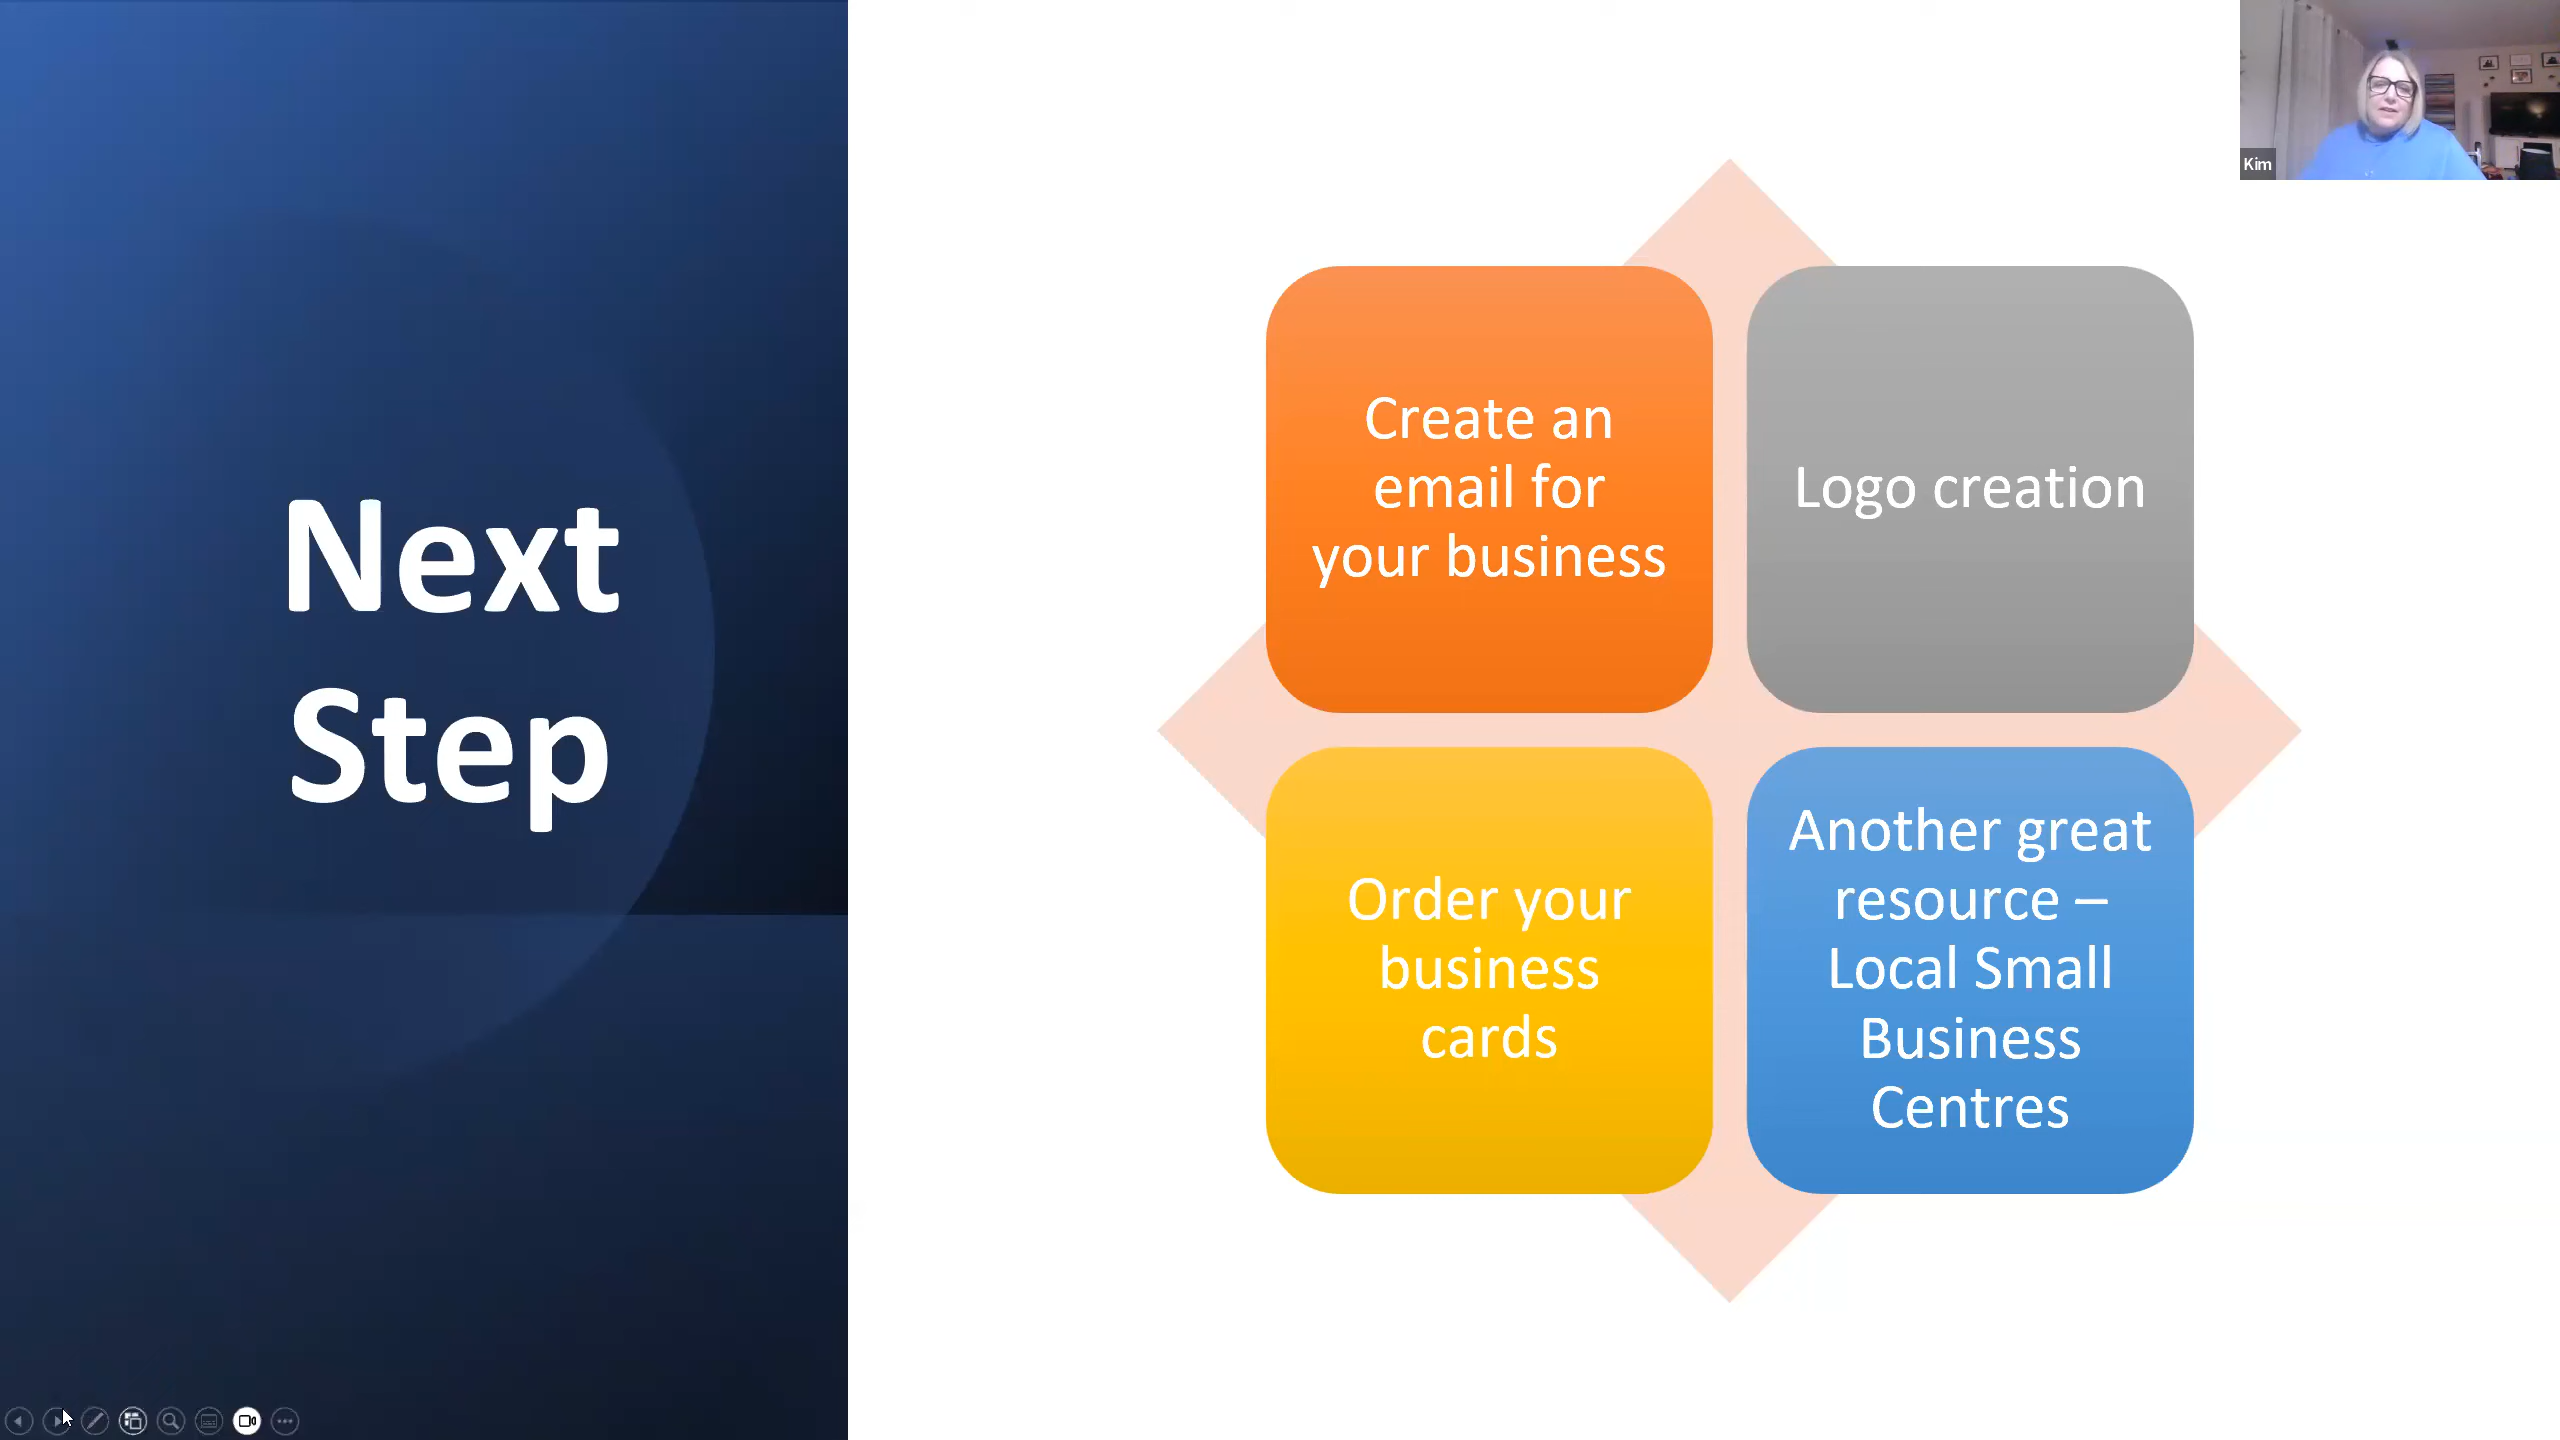 Next
Step
Create an
email for
your business
Logo creation
Order your
business
cards
Another great
resource –
Local Small
Business
Centres
Kim